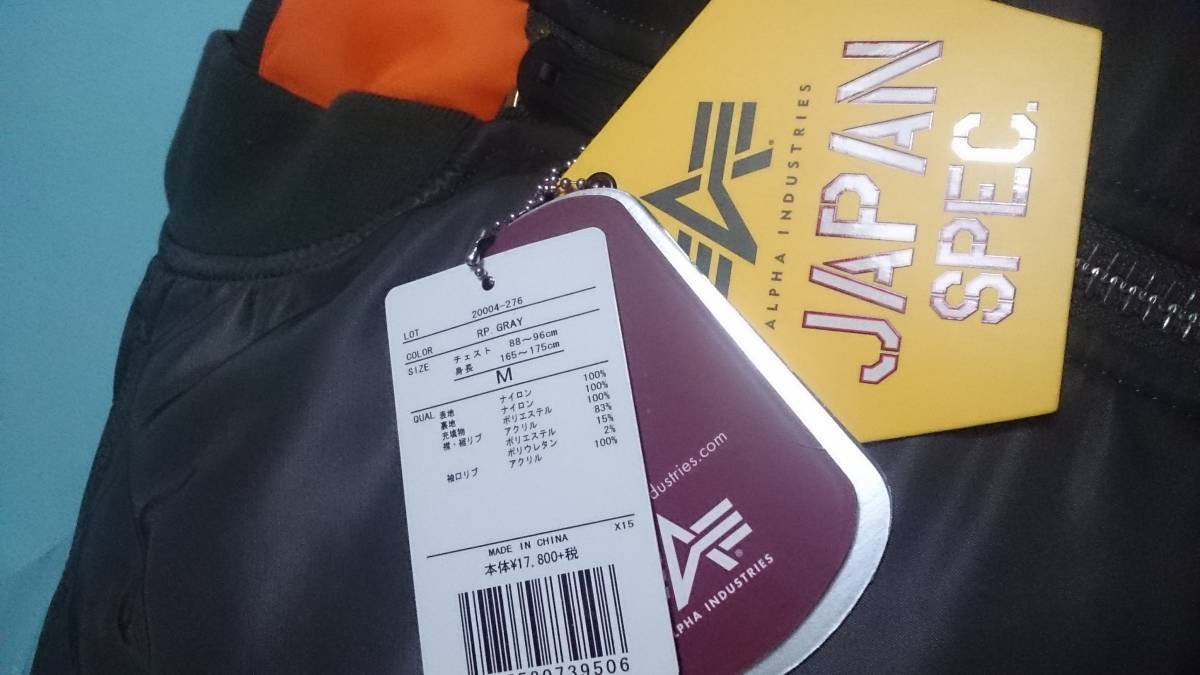 ALPHA INDUSTRIES
JAPAN
SPEC.
LOT 20004-276
COLOR RP.GRAY
SIZE チェスト 88〜96cm
身長 165〜175cm
M
QUAL 表地 ナイロン 100%
裏地 ナイロン 100%
充填物 ポリエステル 100%
襟・裾リブ アクリル 83%
ポリエステル 15%
ポリウレタン 2%
袖口リブ アクリル 100%
X15
MADE IN CHINA
本体¥17,800+税
739506
dustries.com
ALPHA INDUSTRIES